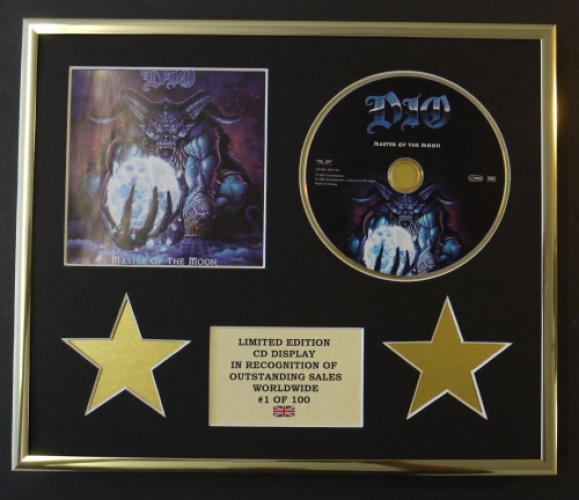 DIO
MASTER OF THE MOON
DIO
MASTER OF THE MOON
LIMITED EDITION
CD DISPLAY
IN RECOGNITION OF
OUTSTANDING SALES
WORLDWIDE
#1 OF 100